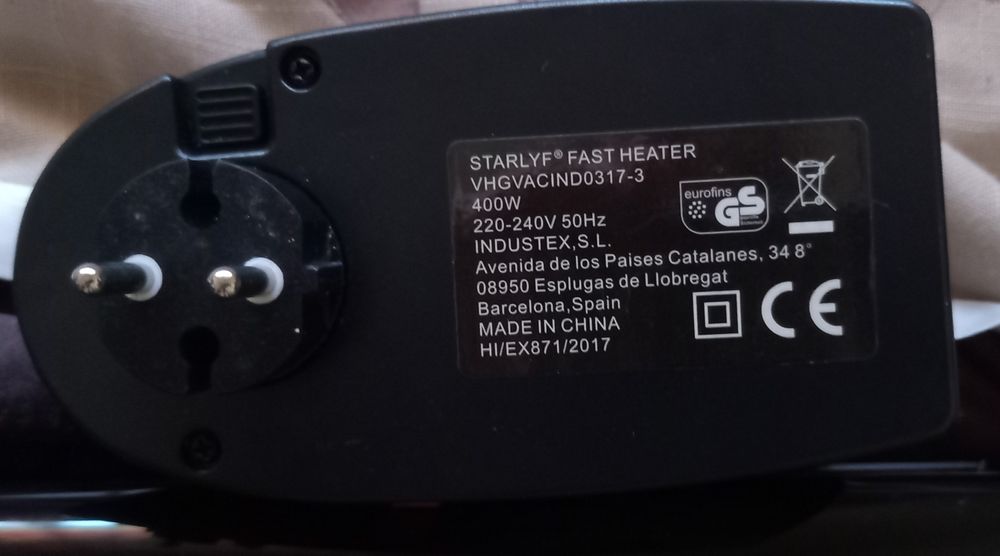 STARLYF® FAST HEATER
VHGVACIND0317-3
400W
220-240V 50Hz
INDUSTEX,S.L.
Avenida de los Paises Catalanes, 34 8°
08950 Esplugas de Llobregat
Barcelona,Spain
MADE IN CHINA
HI/EX871/2017
eurofins
GS
CE